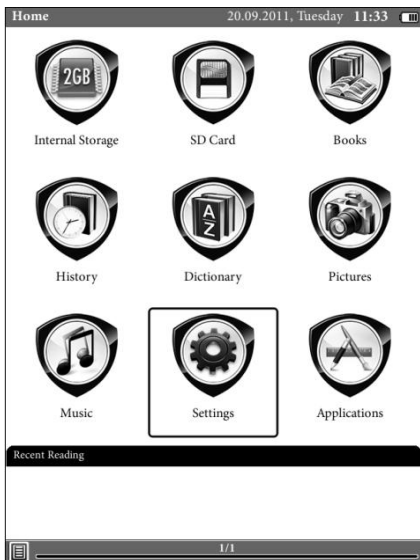 Home 20.09.2011, Tuesday 11:33
2GB
Internal Storage SD Card Books
A
Z
History Dictionary Pictures
Music Settings Applications
Recent Reading
1/1